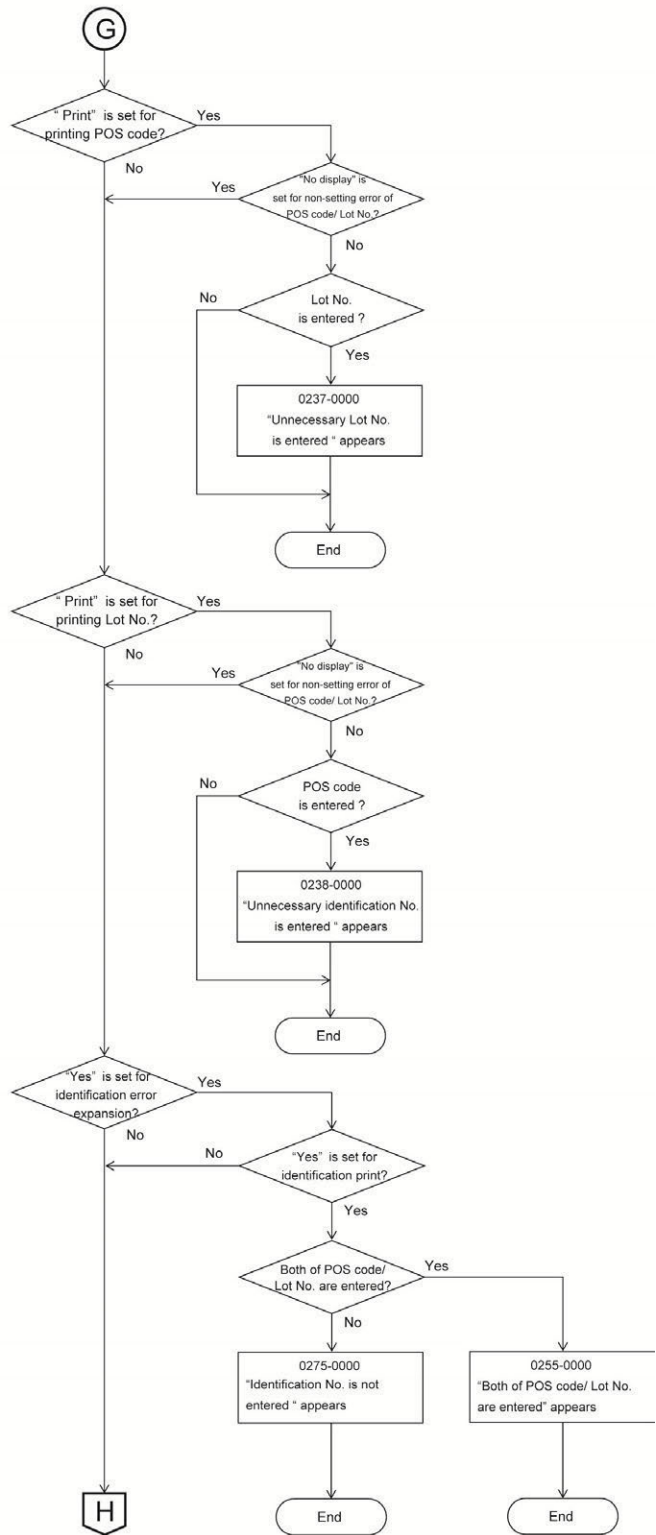 G
“ Print” is set for
printing POS code?
Yes
No
"No display" is
set for non-setting error of
POS code/ Lot No.?
Yes
No
Lot No.
is entered ?
No
Yes
0237-0000
“Unnecessary Lot No.
is entered “ appears
End
“ Print” is set for
printing Lot No.?
Yes
No
"No display" is
set for non-setting error of
POS code/ Lot No.?
Yes
No
POS code
is entered ?
No
Yes
0238-0000
“Unnecessary identification No.
is entered “ appears
End
“Yes” is set for
identification error
expansion?
Yes
No
“Yes” is set for
identification print?
No
Yes
Both of POS code/
Lot No. are entered?
Yes
No
0275-0000
“Identification No. is not
entered “ appears
0255-0000
“Both of POS code/ Lot No.
are entered” appears
H
End
End